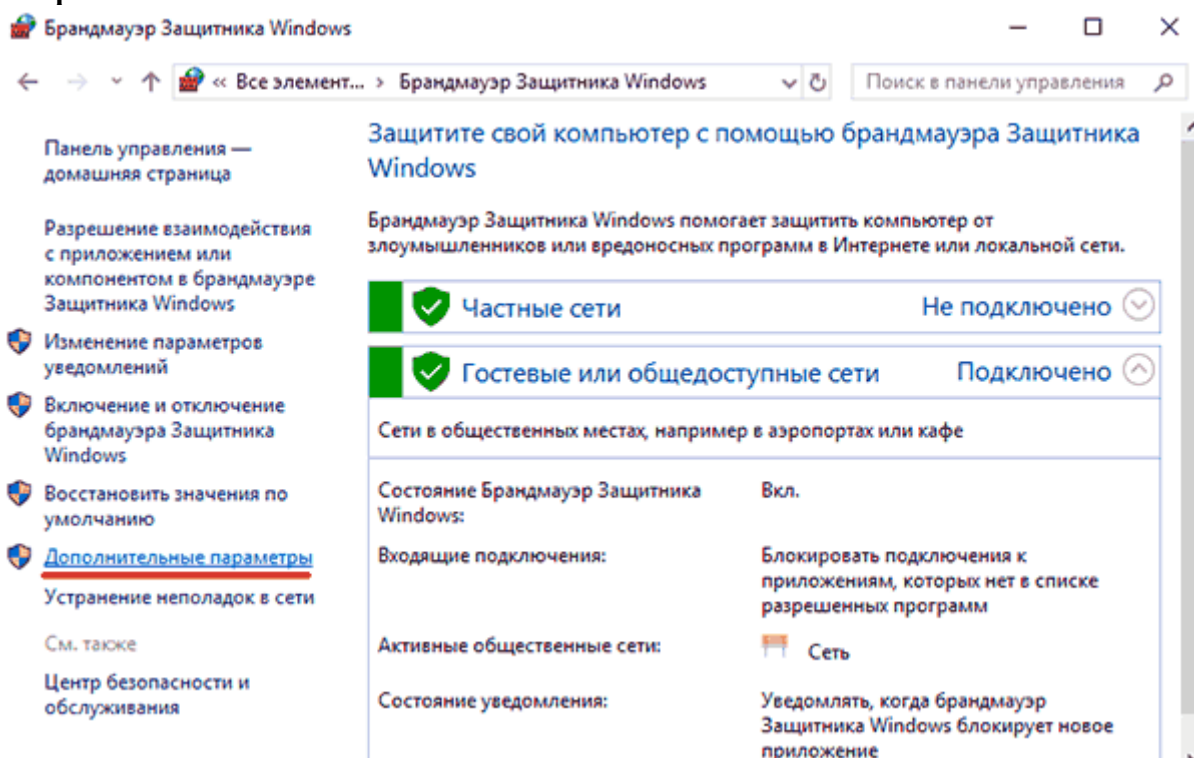 Брандмауэр Защитника Windows
« Все элемент... › Брандмауэр Защитника Windows
Поиск в панели управления
Панель управления —
домашняя страница
Разрешение взаимодействия
с приложением или
компонентом в брандмауэре
Защитника Windows
Изменение параметров
уведомлений
Включение и отключение
брандмауэра Защитника
Windows
Восстановить значения по
умолчанию
Дополнительные параметры
Устранение неполадок в сети
См. также
Центр безопасности и
обслуживания
Защитите свой компьютер с помощью брандмауэра Защитника
Windows
Брандмауэр Защитника Windows помогает защитить компьютер от
злоумышленников или вредоносных программ в Интернете или локальной сети.
Частные сети Не подключено
Гостевые или общедоступные сети Подключено
Сети в общественных местах, например в аэропортах или кафе
Состояние Брандмауэр Защитника Вкл.
Windows:
Входящие подключения: Блокировать подключения к
приложениям, которых нет в списке
разрешенных программ
Активные общественные сети: Сеть
Состояние уведомления: Уведомлять, когда брандмауэр
Защитника Windows блокирует новое
приложение